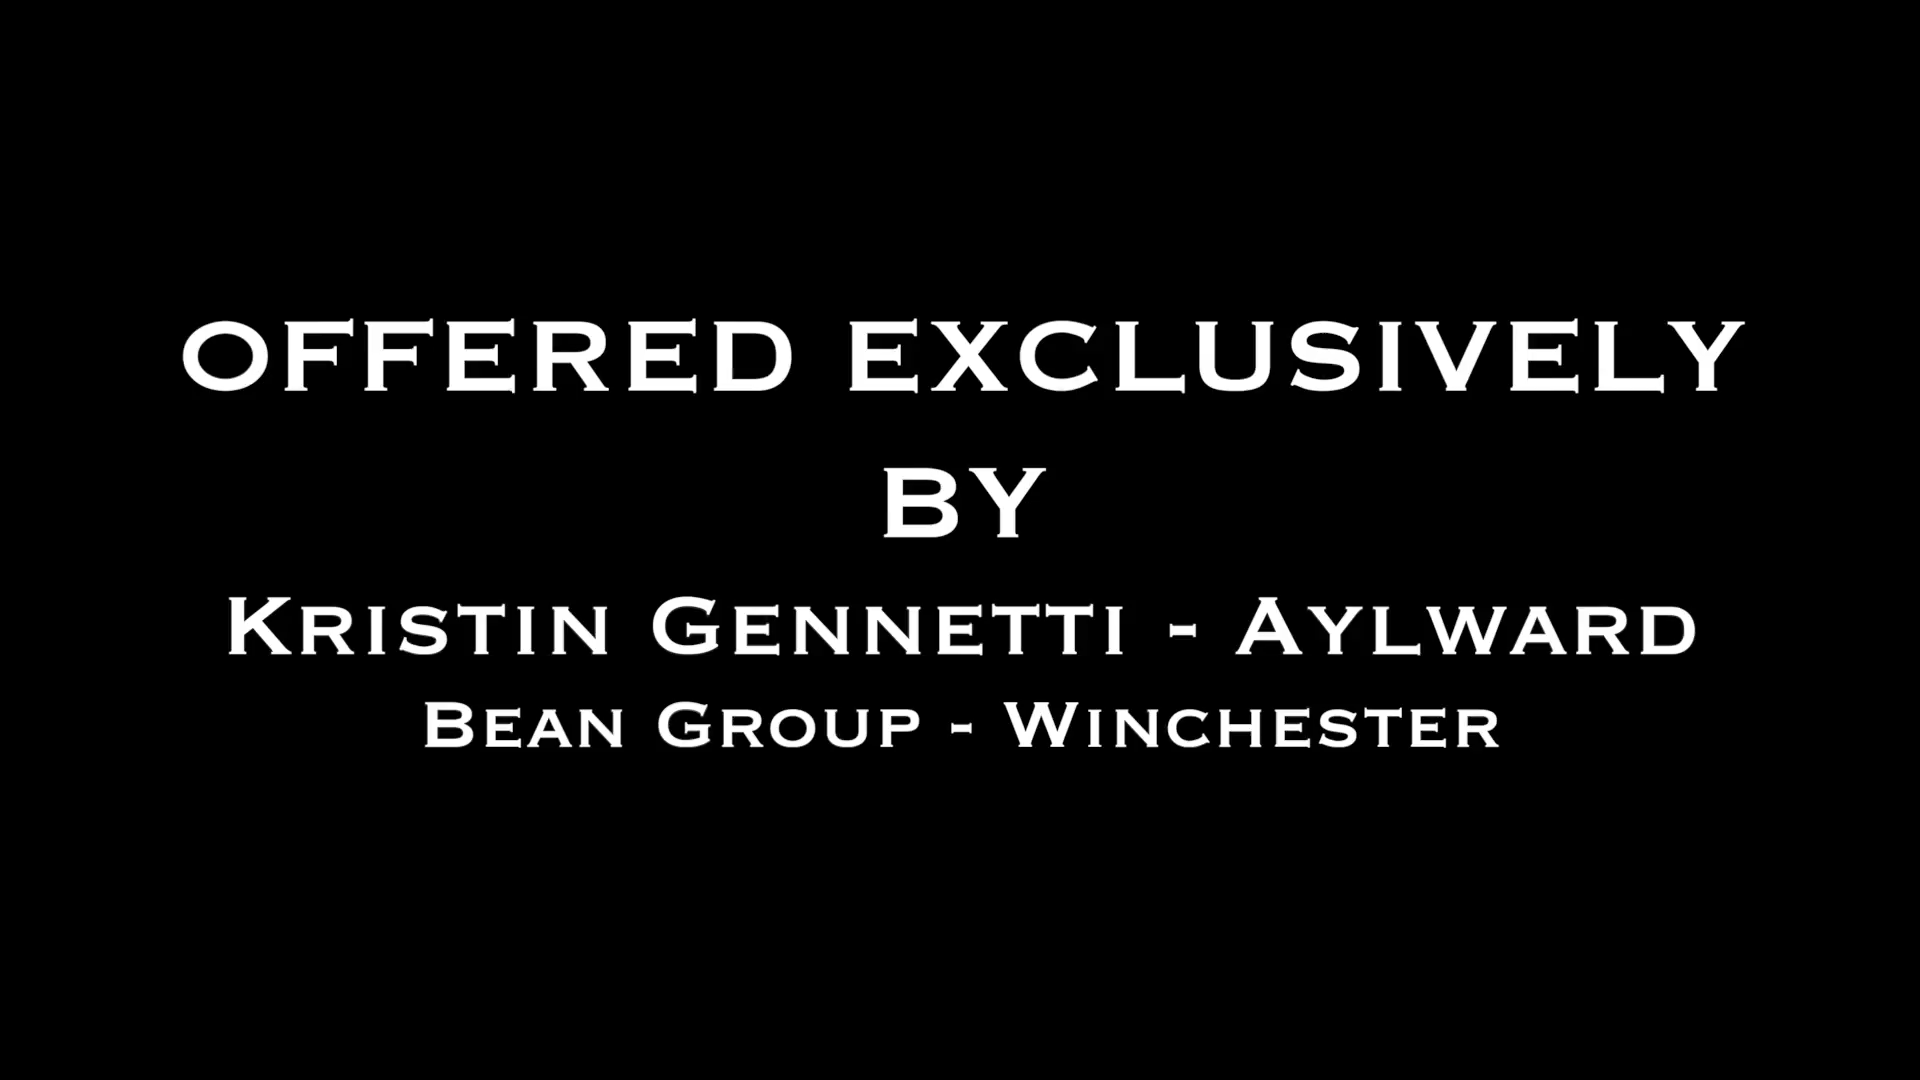 OFFERED EXCLUSIVELY
BY
Kristin Gennetti - Aylward
Bean Group - Winchester